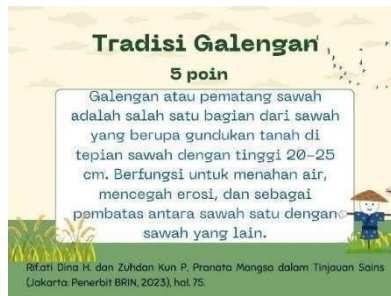 Tradisi Galengan
5 poin
Galengan atau pematang sawah
adalah salah satu bagian dari sawah
yang berupa gundukan tanah di
tepian sawah dengan tinggi 20-25
cm. Berfungsi untuk menahan air,
mencegah erosi, dan sebagai
pembatas antara sawah satu dengan
sawah yang lain.
Rif.ati Dina H. dan Zuhdan Kun P. Pranata Mangsa dalam Tinjauan Sains
(Jakarta: Penerbit BRIN, 2023), hal. 75.